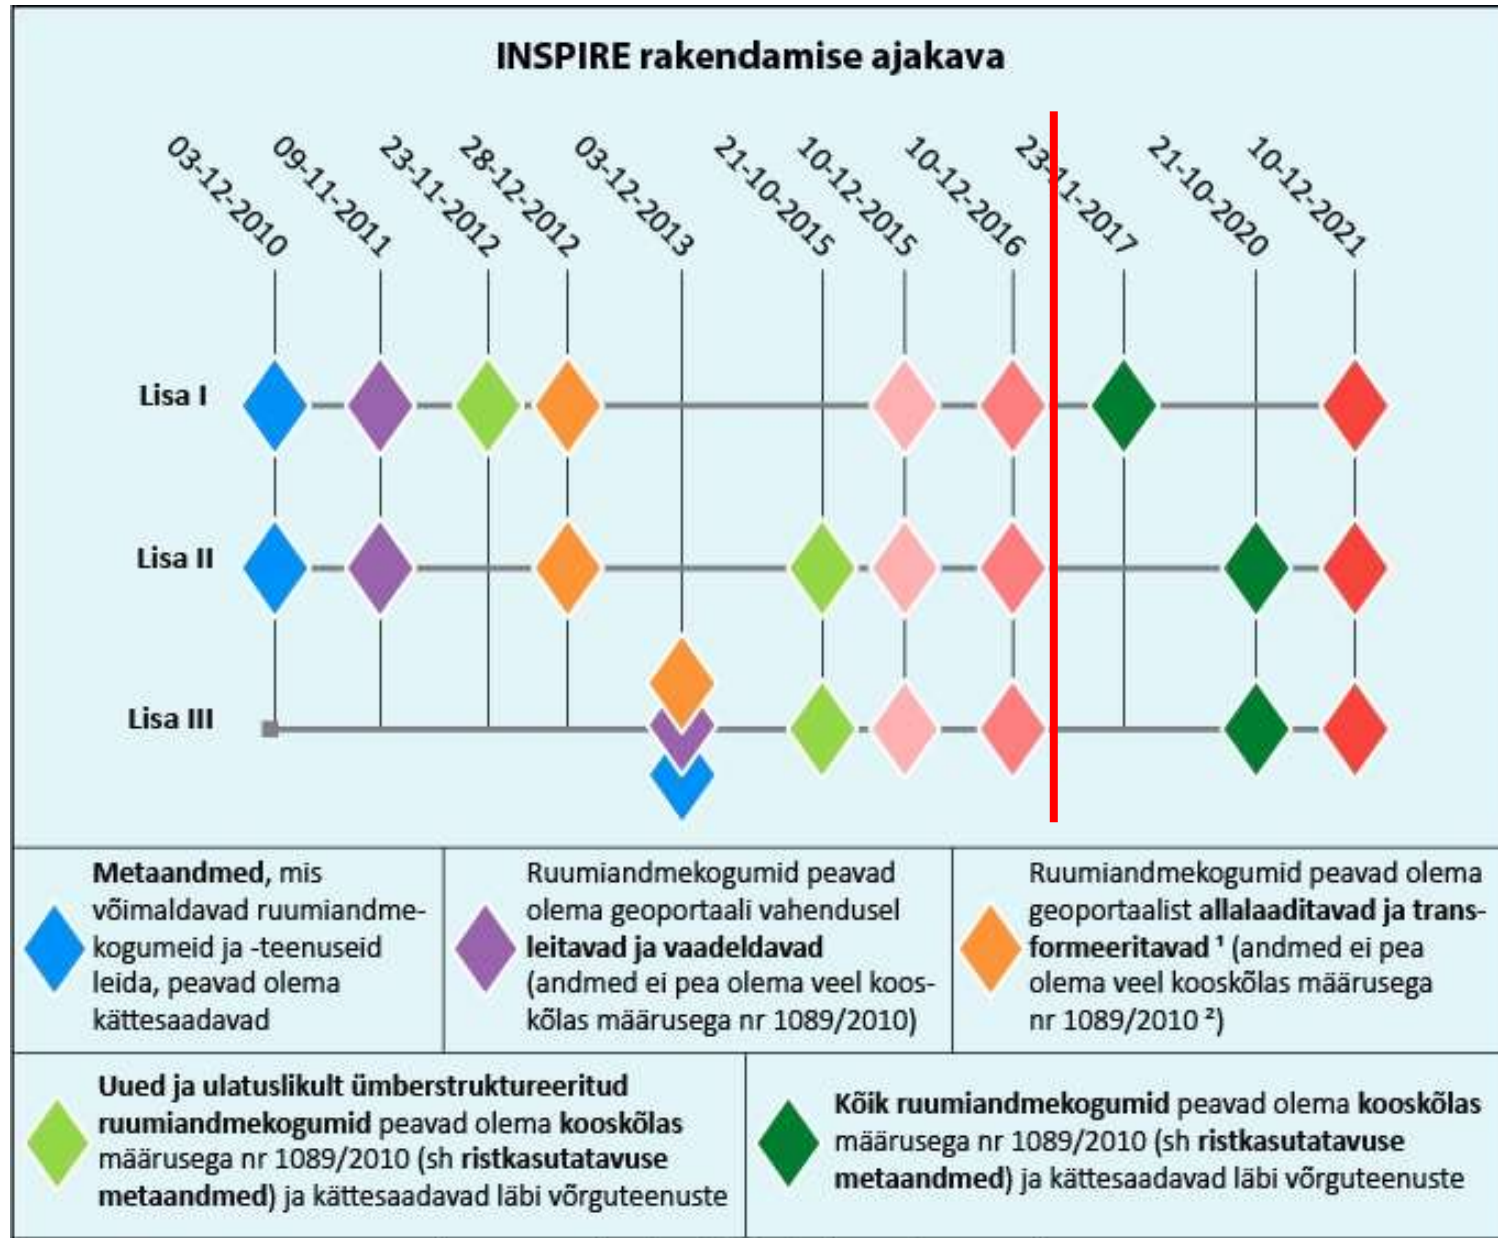 INSPIRE rakendamise ajakava
03-12-2010
09-11-2011
23-11-2012
28-12-2012
03-12-2013
21-10-2015
10-12-2015
10-12-2016
23-11-2017
21-10-2020
10-12-2021
Lisa I
Lisa II
Lisa III
Metaandmed, mis
võimaldavad ruumiandme-
kogumeid ja -teenuseid
leida, peavad olema
kättesaadavad
Ruumiandmekogumid peavad
olema geoportaali vahendusel
leitavad ja vaadeldavad
(andmed ei pea olema veel koos-
kõlas määrusega nr 1089/2010)
Ruumiandmekogumid peavad olema
geoportaalist allalaaditavad ja trans-
formeeritavad ¹ (andmed ei pea
olema veel kooskõlas määrusega
nr 1089/2010 ²)
Uued ja ulatuslikult ümberstruktureeritud
ruumiandmekogumid peavad olema kooskõlas
määrusega nr 1089/2010 (sh ristkasutatavuse
metaandmed) ja kättesaadavad läbi võrguteenuste
Kõik ruumiandmekogumid peavad olema kooskõlas
määrusega nr 1089/2010 (sh ristkasutatavuse
metaandmed) ja kättesaadavad läbi võrguteenuste